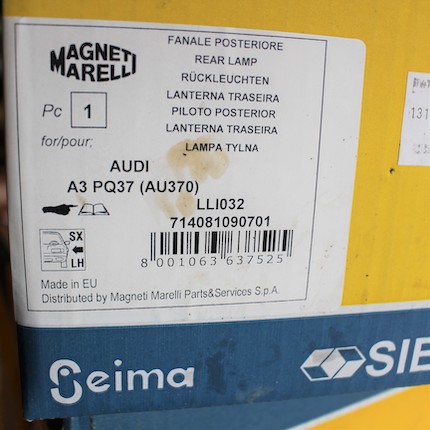 MAGNETI
MARELLI
FANALE POSTERIORE
REAR LAMP
RÜCKLEUCHTEN
LANTERNA TRASEIRA
PILOTO POSTERIOR
LANTERNA TRASEIRA
LAMPA TYLNA
Pc 1
for/pour;
AUDI
A3 PQ37 (AU370)
LLI032
714081090701
8 001063 637525
SX
LH
Made in EU
Distributed by Magneti Marelli Parts&Services S.p.A.
131
Seima
SIE